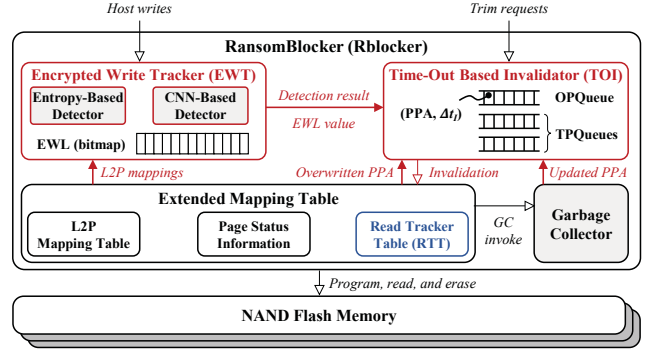 Host writes
Trim requests
RansomBlocker (Rblocker)
Encrypted Write Tracker (EWT)
Entropy-Based
Detector
CNN-Based
Detector
EWL (bitmap)
Detection result
EWL value
Time-Out Based Invalidator (TOI)
(PPA, Δt_I)
OPQueue
TPQueues
L2P mappings
Overwritten PPA
Invalidation
Updated PPA
Extended Mapping Table
L2P
Mapping Table
Page Status
Information
Read Tracker
Table (RTT)
GC
invoke
Garbage
Collector
Program, read, and erase
NAND Flash Memory